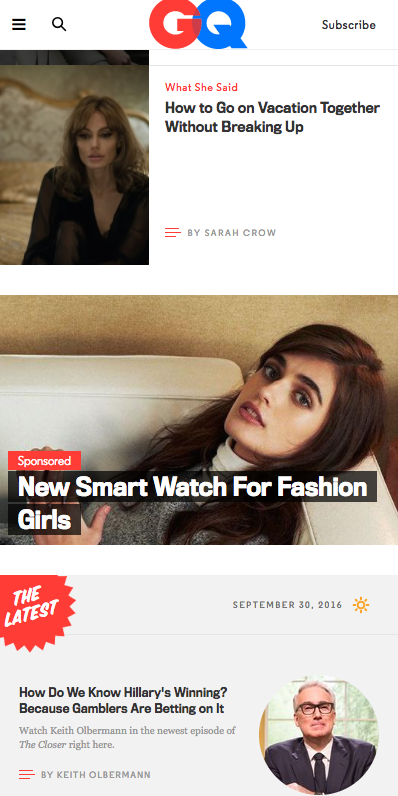 GQ
Subscribe
What She Said
How to Go on Vacation Together
Without Breaking Up
BY SARAH CROW
Sponsored
New Smart Watch For Fashion
Girls
THE
LATEST
SEPTEMBER 30, 2016
How Do We Know Hillary's Winning?
Because Gamblers Are Betting on It
Watch Keith Olbermann in the newest episode of
The Closer right here.
BY KEITH OLBERMANN